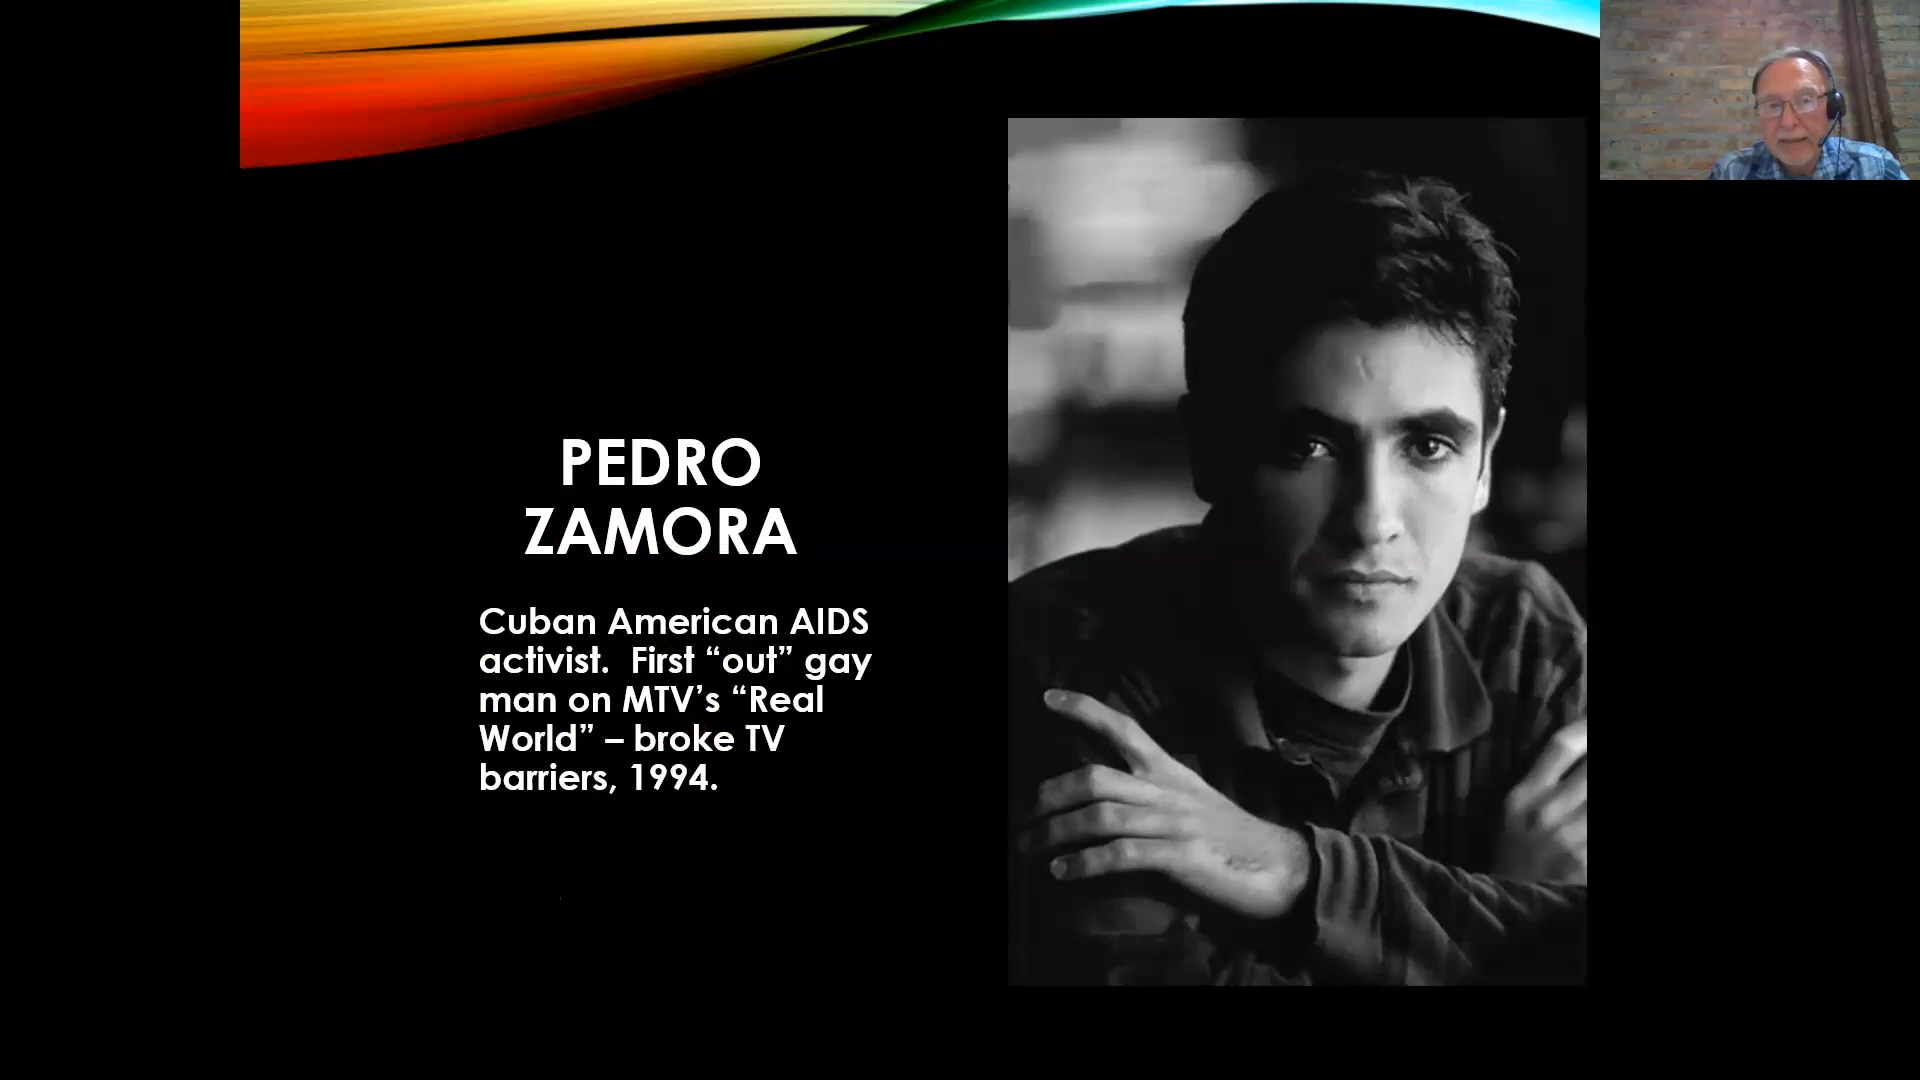 PEDRO
ZAMORA
Cuban American AIDS
activist.  First “out” gay
man on MTV’s “Real
World” – broke TV
barriers, 1994.